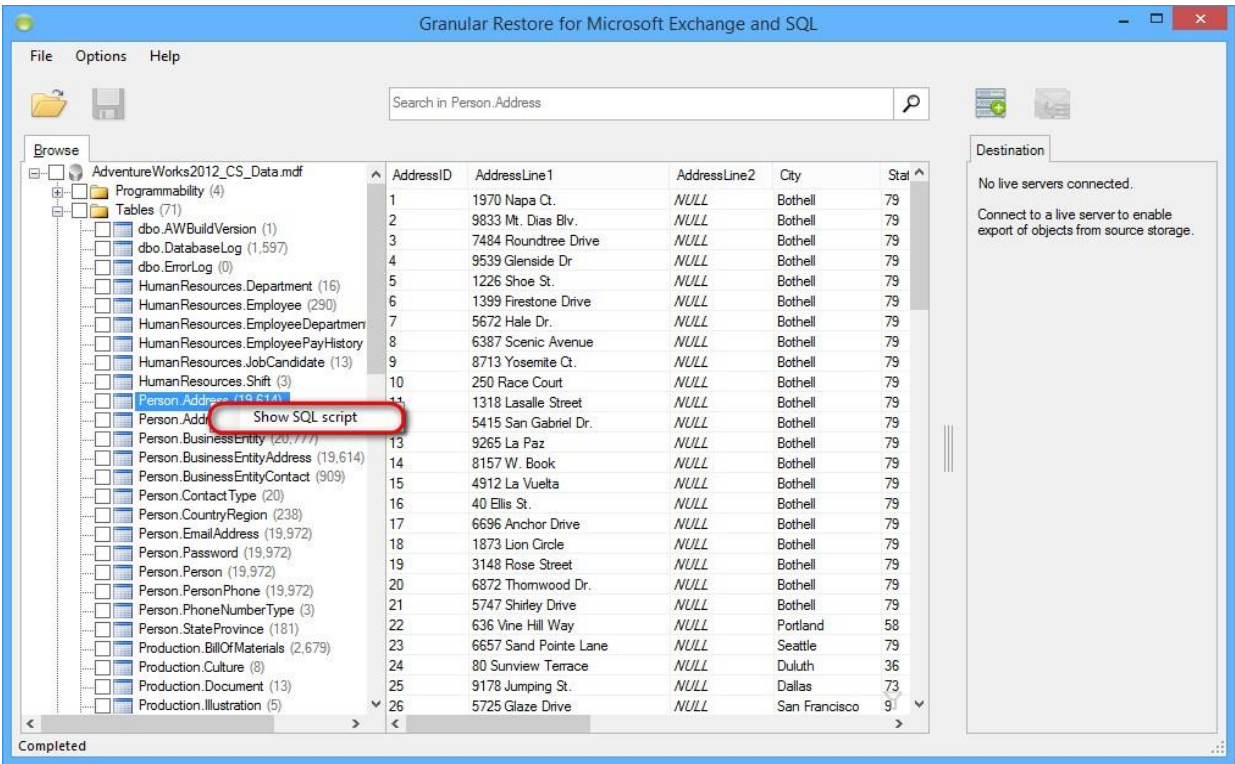 Granular Restore for Microsoft Exchange and SQL
File Options Help
Search in Person.Address
Browse
AdventureWorks2012_CS_Data.mdf
Programmability (4)
Tables (71)
dbo.AWBuildVersion (1)
dbo.DatabaseLog (1,597)
dbo.ErrorLog (0)
HumanResources.Department (16)
HumanResources.Employee (290)
HumanResources.EmployeeDepartmen
HumanResources.EmployeePayHistory
HumanResources.JobCandidate (13)
HumanResources.Shift (3)
Person.Address (19,614)
Show SQL script
Person.Addr
Person.BusinessEntity (20,777)
Person.BusinessEntityAddress (19,614)
Person.BusinessEntityContact (909)
Person.ContactType (20)
Person.CountryRegion (238)
Person.EmailAddress (19,972)
Person.Password (19,972)
Person.Person (19,972)
Person.PersonPhone (19,972)
Person.PhoneNumberType (3)
Person.StateProvince (181)
Production.BillOfMaterials (2,679)
Production.Culture (8)
Production.Document (13)
Production.Illustration (5)
AddressID AddressLine1 AddressLine2 City Stat
1 1970 Napa Ct. NULL Bothell 79
2 9833 Mt. Dias Blv. NULL Bothell 79
3 7484 Roundtree Drive NULL Bothell 79
4 9539 Glenside Dr NULL Bothell 79
5 1226 Shoe St. NULL Bothell 79
6 1399 Firestone Drive NULL Bothell 79
7 5672 Hale Dr. NULL Bothell 79
8 6387 Scenic Avenue NULL Bothell 79
9 8713 Yosemite Ct. NULL Bothell 79
10 250 Race Court NULL Bothell 79
11 1318 Lasalle Street NULL Bothell 79
5415 San Gabriel Dr. NULL Bothell 79
13 9265 La Paz NULL Bothell 79
14 8157 W. Book NULL Bothell 79
15 4912 La Vuelta NULL Bothell 79
16 40 Ellis St. NULL Bothell 79
17 6696 Anchor Drive NULL Bothell 79
18 1873 Lion Circle NULL Bothell 79
19 3148 Rose Street NULL Bothell 79
20 6872 Thornwood Dr. NULL Bothell 79
21 5747 Shirley Drive NULL Bothell 79
22 636 Vine Hill Way NULL Portland 58
23 6657 Sand Pointe Lane NULL Seattle 79
24 80 Sunview Terrace NULL Duluth 36
25 9178 Jumping St. NULL Dallas 73
26 5725 Glaze Drive NULL San Francisco 9
Destination
No live servers connected.
Connect to a live server to enable
export of objects from source storage.
Completed